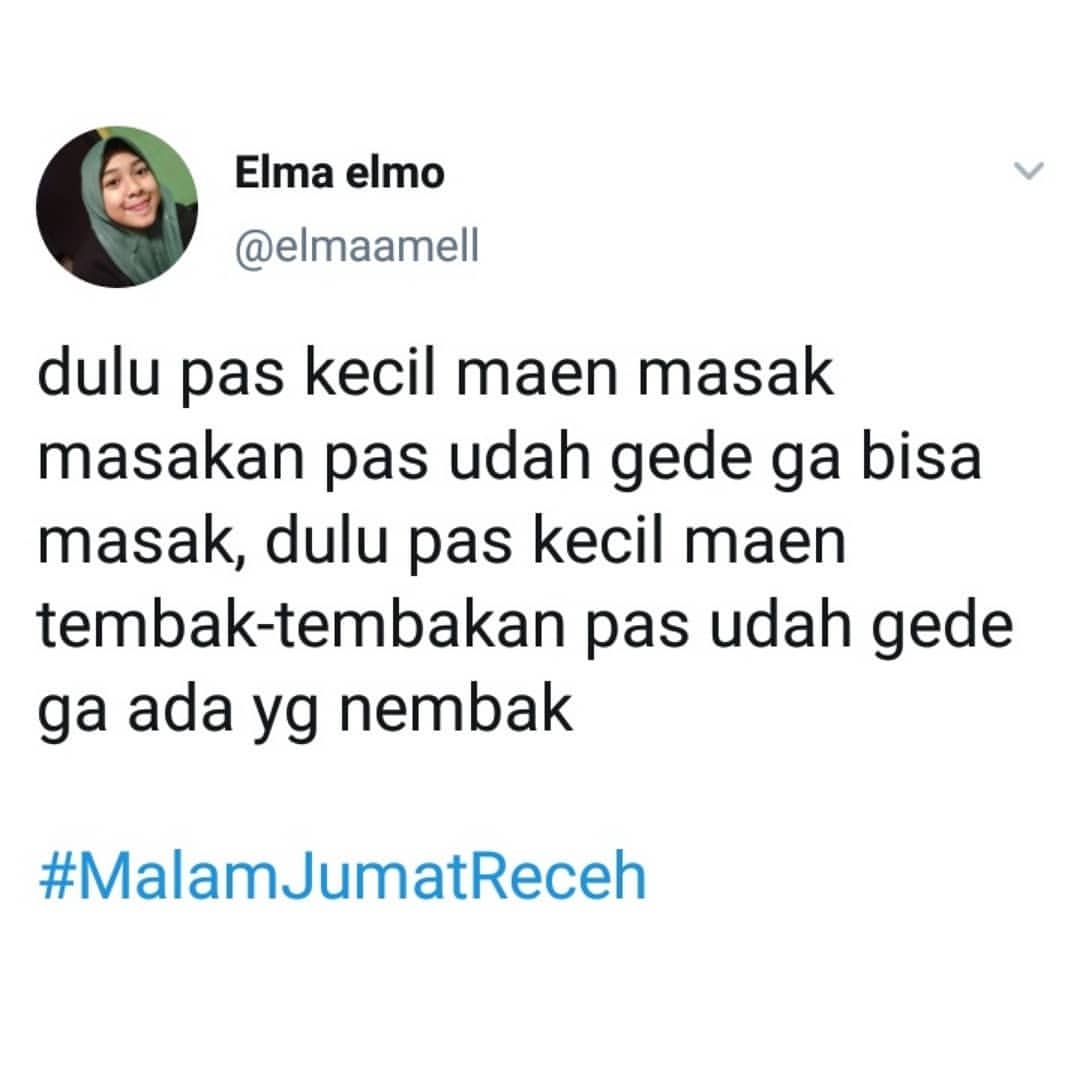 Elma elmo
@elmaamell
dulu pas kecil maen masak
masakan pas udah gede ga bisa
masak, dulu pas kecil maen
tembak-tembakan pas udah gede
ga ada yg nembak
#MalamJumatReceh